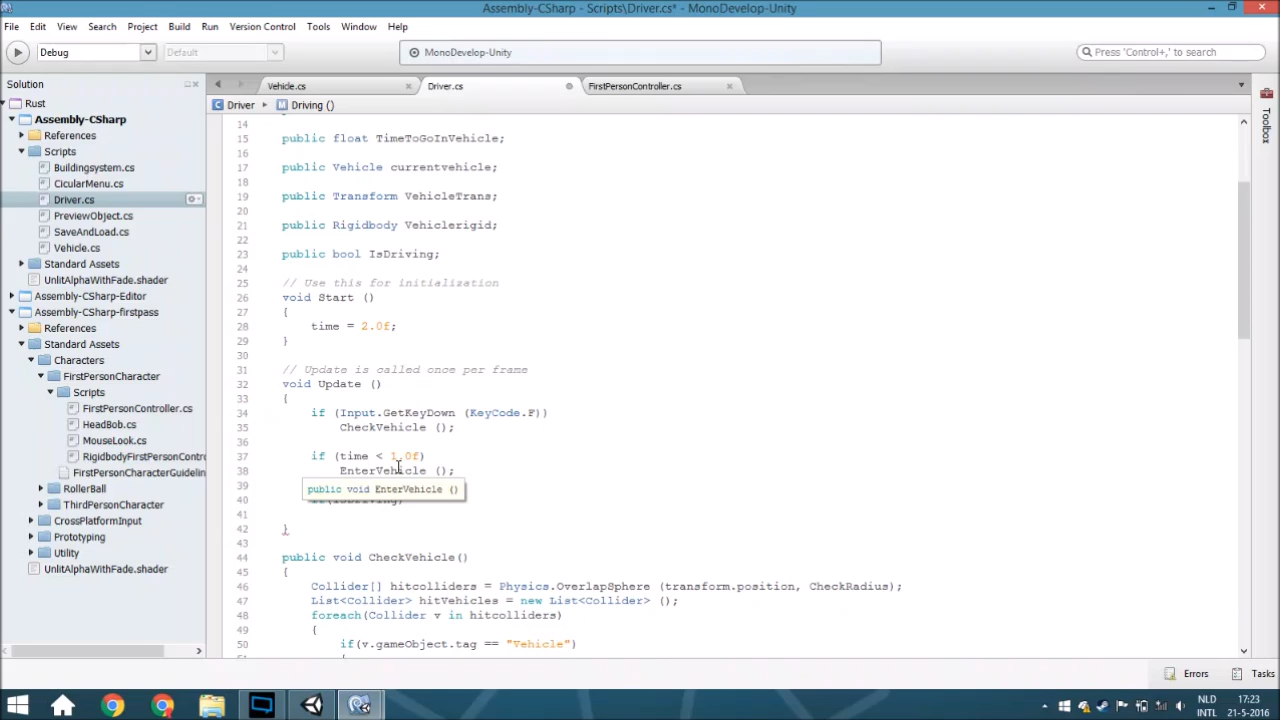 Assembly-CSharp - Scripts\Driver.cs* - MonoDevelop-Unity
File Edit View Search Project Build Run Version Control Tools Window Help
Debug Default MonoDevelop-Unity Press 'Control+,' to search
Solution
Rust
Assembly-CSharp
References
Scripts
Buildingsystem.cs
CicularMenu.cs
Driver.cs
PreviewObject.cs
SaveAndLoad.cs
Vehicle.cs
Standard Assets
UnlitAlphaWithFade.shader
Assembly-CSharp-Editor
Assembly-CSharp-firstpass
References
Standard Assets
Characters
FirstPersonCharacter
Scripts
FirstPersonController.cs
HeadBob.cs
MouseLook.cs
RigidbodyFirstPersonCo
FirstPersonCharacterGuidelin
RollerBall
ThirdPersonCharacter
CrossPlatformInput
Prototyping
Utility
UnlitAlphaWithFade.shader
Vehicle.cs Driver.cs FirstPersonController.cs
Driver Driving ()
14
15 public float TimeToGoInVehicle;
16
17 public Vehicle currentvehicle;
18
19 public Transform VehicleTrans;
20
21 public Rigidbody Vehiclerigid;
22
23 public bool IsDriving;
24
25 // Use this for initialization
26 void Start ()
27 {
28 time = 2.0f;
29 }
30
31 // Update is called once per frame
32 void Update ()
33 {
34 if (Input.GetKeyDown (KeyCode.F))
35 CheckVehicle ();
36
37 if (time < 1.0f)
38 EnterVehicle ();
39 public void EnterVehicle ()
40
41
42 }
43
44 public void CheckVehicle()
45 {
46 Collider[] hitcolliders = Physics.OverlapSphere (transform.position, CheckRadius);
47 List<Collider> hitVehicles = new List<Collider> ();
48 foreach(Collider v in hitcolliders)
49 {
50 if(v.gameObject.tag == "Vehicle")
{
Toolbox
Errors Tasks
NLD 17:23
INTL 21-5-2016